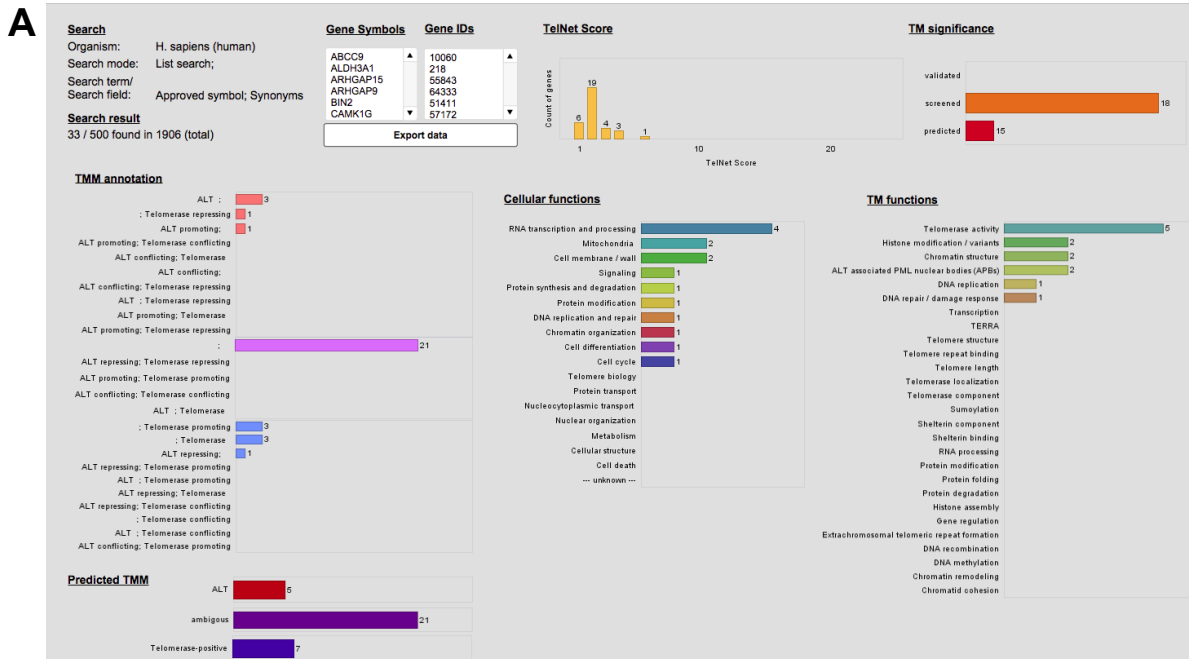 A
Search
Organism: H. sapiens (human)
Search mode: List search;
Search term/
Search field: Approved symbol; Synonyms
Search result
33 / 500 found in 1906 (total)
Gene Symbols
ABCC9
ALDH3A1
ARHGAP15
ARHGAP9
BIN2
CAMK1G
Gene IDs
10060
218
55843
64333
51411
57172
Export data
TelNet Score
Count of genes
6
19
4
3
1
1
10
20
TelNet Score
TM significance
validated
screened 18
predicted 15
TMM annotation
ALT ; 3
; Telomerase repressing 1
ALT promoting; 1
ALT promoting; Telomerase conflicting
ALT conflicting; Telomerase
ALT conflicting;
ALT conflicting; Telomerase repressing
ALT ; Telomerase repressing
ALT promoting; Telomerase
ALT promoting; Telomerase repressing
; 21
ALT repressing; Telomerase repressing
ALT promoting; Telomerase promoting
ALT conflicting; Telomerase conflicting
ALT ; Telomerase
; Telomerase promoting 3
; Telomerase 3
ALT repressing; 1
ALT repressing; Telomerase promoting
ALT ; Telomerase promoting
ALT repressing; Telomerase
ALT repressing; Telomerase conflicting
; Telomerase conflicting
ALT ; Telomerase conflicting
ALT conflicting; Telomerase promoting
Cellular functions
RNA transcription and processing 4
Mitochondria 2
Cell membrane / wall 2
Signaling 1
Protein synthesis and degradation 1
Protein modification 1
DNA replication and repair 1
Chromatin organization 1
Cell differentiation 1
Cell cycle 1
Telomere biology
Protein transport
Nucleocytoplasmic transport
Nuclear organization
Metabolism
Cellular structure
Cell death
--- unknown ---
TM functions
Telomerase activity 5
Histone modification / variants 2
Chromatin structure 2
ALT associated PML nuclear bodies (APBs) 2
DNA replication 1
DNA repair / damage response 1
Transcription
TERRA
Telomere structure
Telomere repeat binding
Telomere length
Telomerase localization
Telomerase component
Sumoylation
Shelterin component
Shelterin binding
RNA processing
Protein modification
Protein folding
Protein degradation
Histone assembly
Gene regulation
Extrachromosomal telomeric repeat formation
DNA recombination
DNA methylation
Chromatin remodeling
Chromatid cohesion
Predicted TMM
ALT 5
ambigous 21
Telomerase-positive 7